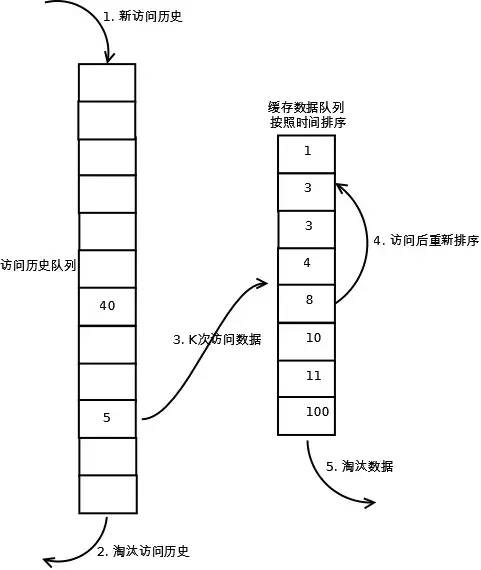 1. 新访问历史
缓存数据队列
按照时间排序
1
3
3
4. 访问后重新排序
访问历史队列
4
40
8
3. K次访问数据
10
11
5
100
5. 淘汰数据
2. 淘汰访问历史